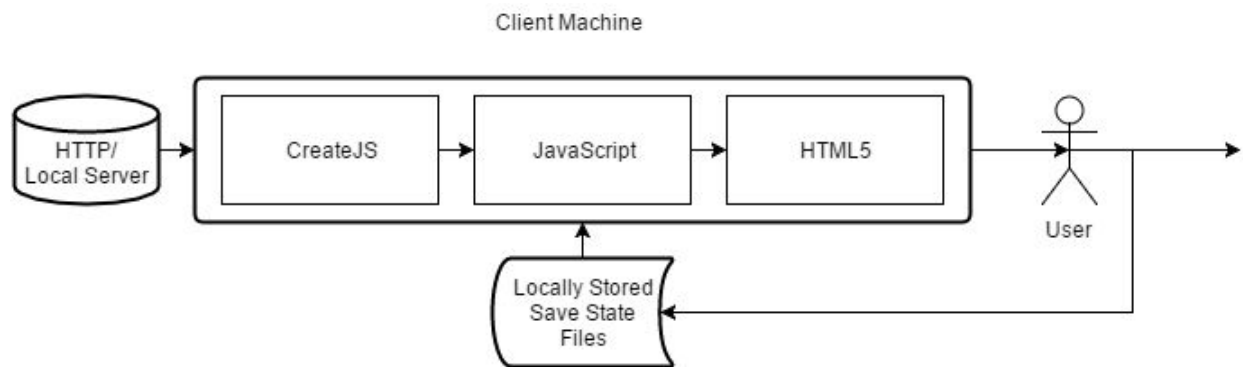 Client Machine
HTTP/
Local Server
CreateJS
JavaScript
HTML5
User
Locally Stored
Save State
Files